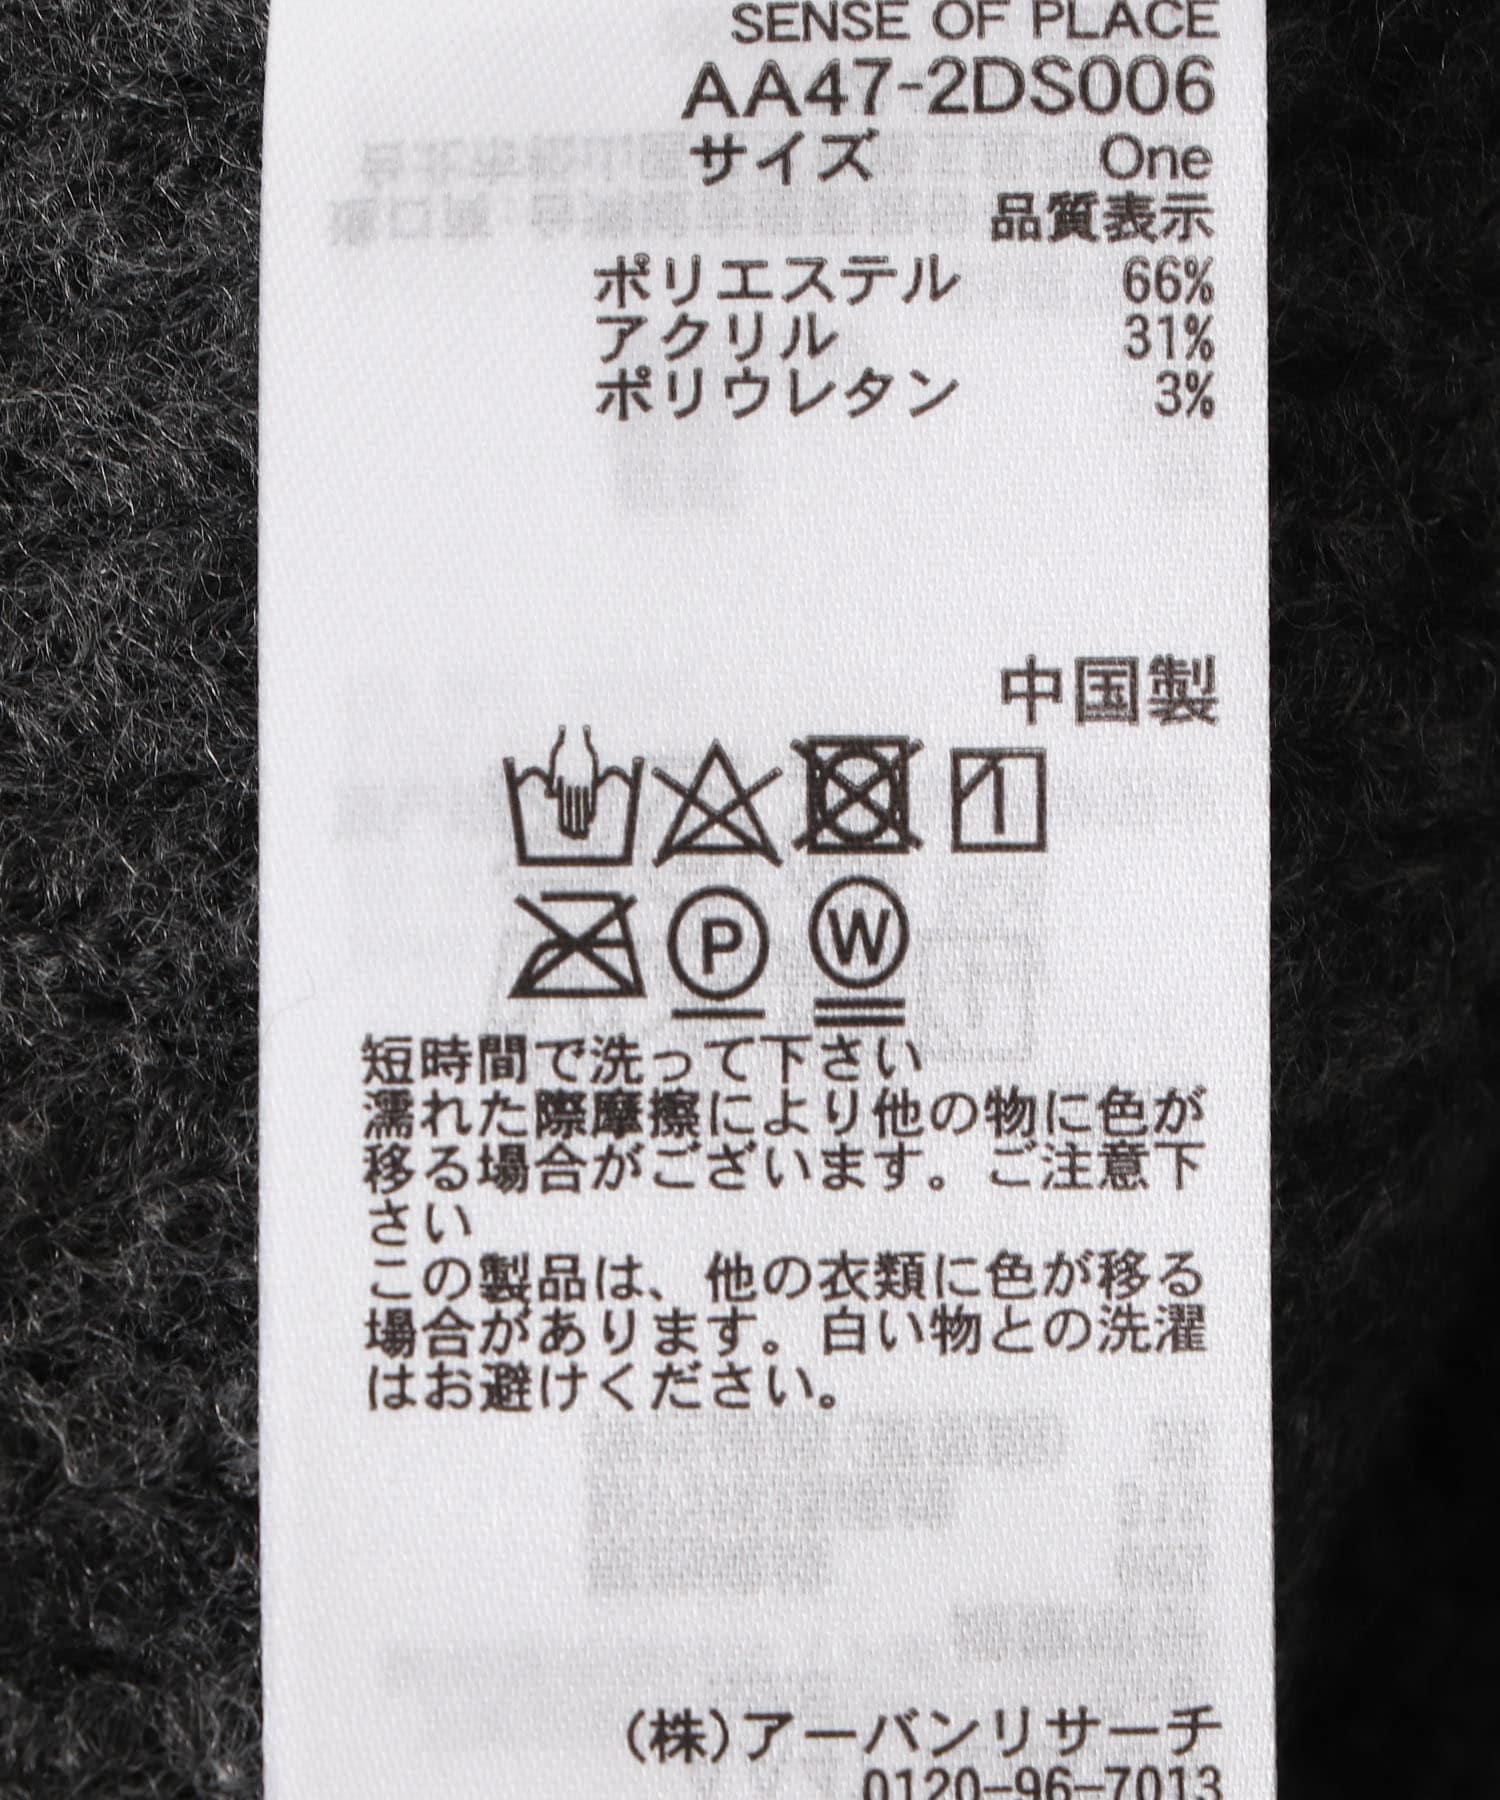 SENSE OF PLACE
AA47-2DS006
サイズ One
品質表示
ポリエステル 66%
アクリル 31%
ポリウレタン 3%
中国製
P W
短時間で洗って下さい
濡れた際摩擦により他の物に色が
移る場合がございます。ご注意下
さい
この製品は、他の衣類に色が移る
場合があります。白い物との洗濯
はお避けください。
(株)アーバンリサーチ
0120-96-7013